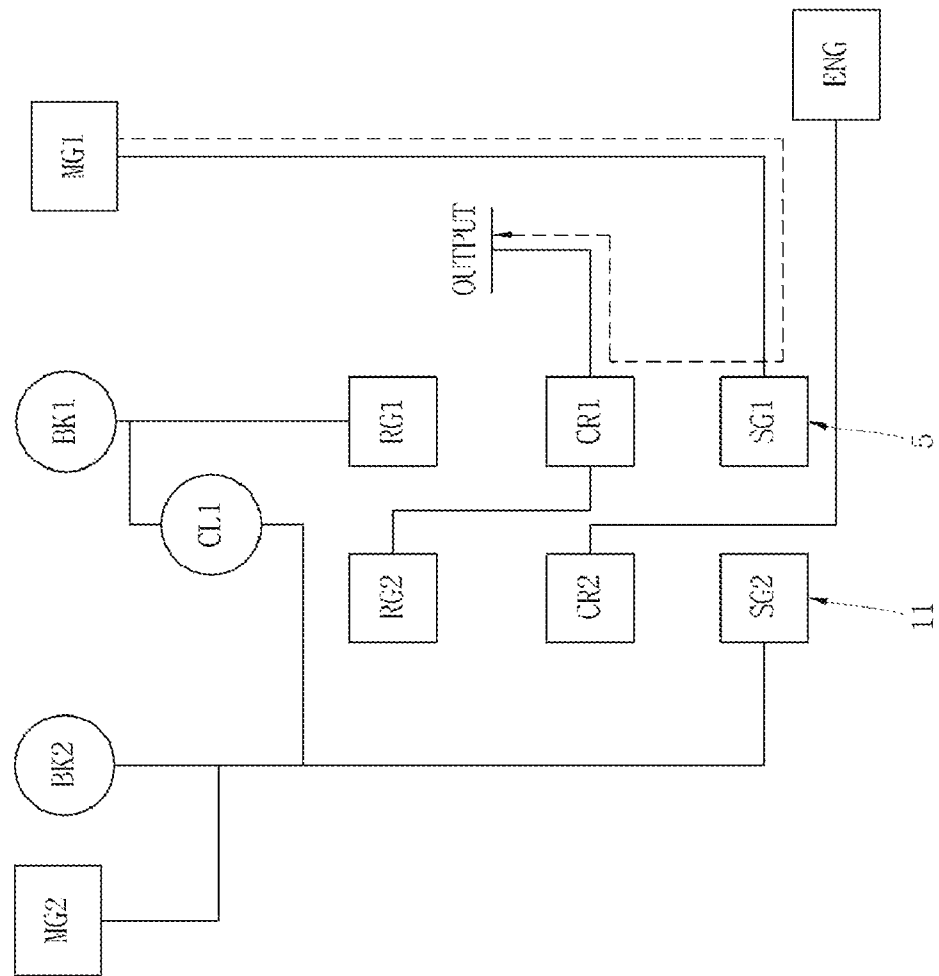 MG2
BK2
BK1
MG1
CL1
RG2
RG1
OUTPUT
CR2
CR1
SG2
SG1
ENG
11
5